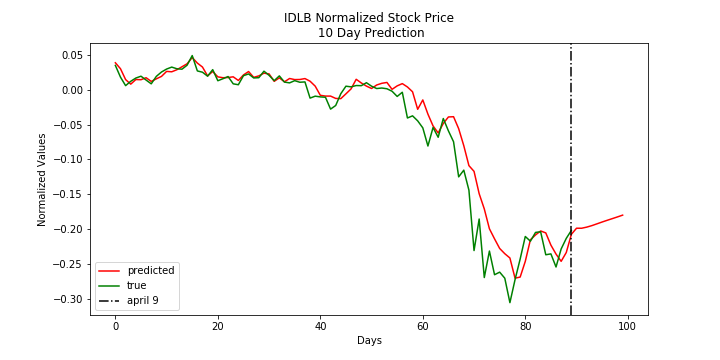 IDLB Normalized Stock Price
10 Day Prediction
Normalized Values
0.05
0.00
−0.05
−0.10
−0.15
−0.20
−0.25
−0.30
predicted
true
april 9
0 20 40 60 80 100
Days